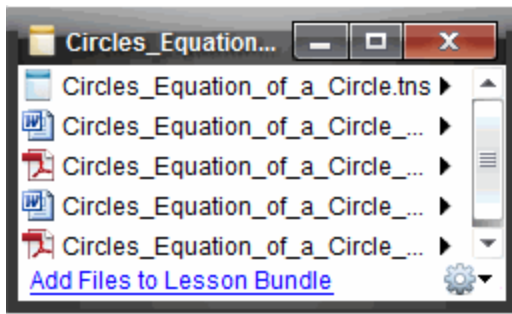 Circles_Equation...
Circles_Equation_of_a_Circle.tns
Circles_Equation_of_a_Circle_...
Circles_Equation_of_a_Circle_...
Circles_Equation_of_a_Circle_...
Circles_Equation_of_a_Circle_...
Add Files to Lesson Bundle